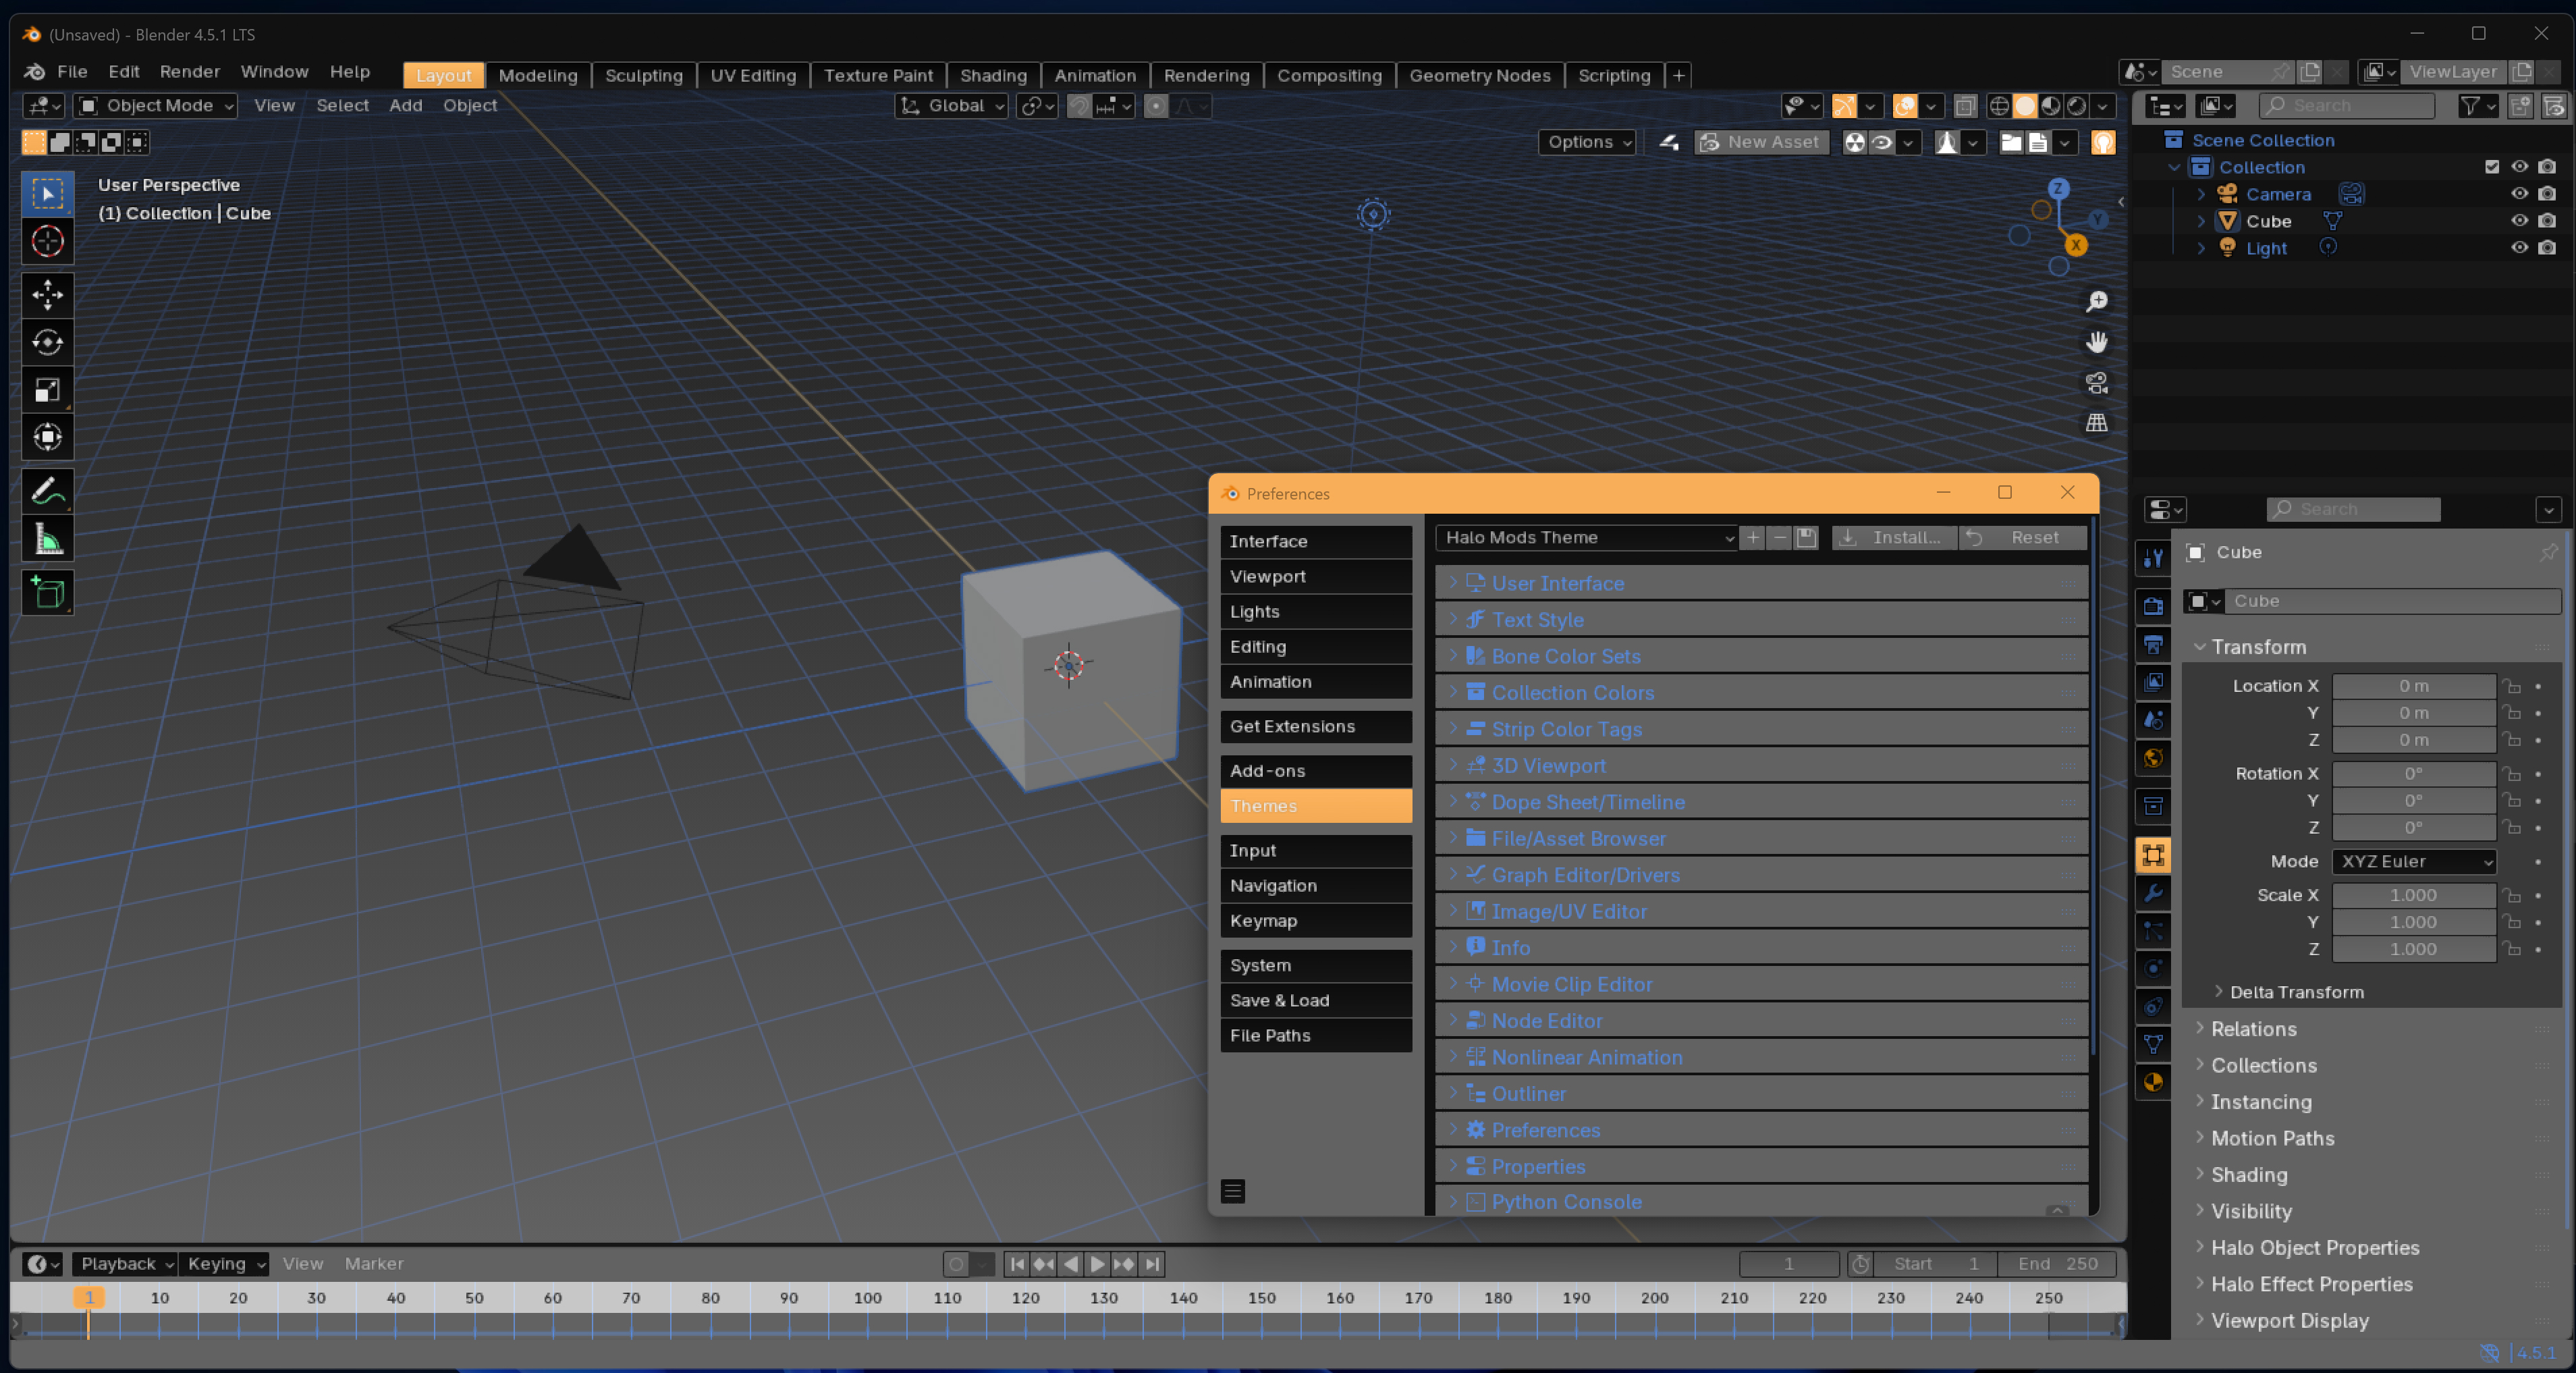 (Unsaved) - Blender 4.5.1 LTS
File Edit Render Window Help Layout Modeling Sculpting UV Editing Texture Paint Shading Animation Rendering Compositing Geometry Nodes Scripting + Scene ViewLayer
Object Mode View Select Add Object Global Search
Options New Asset
User Perspective
(1) Collection | Cube
Z
Y
X
Scene Collection
Collection
Camera
Cube
Light
Preferences
Interface
Viewport
Lights
Editing
Animation
Get Extensions
Add-ons
Themes
Input
Navigation
Keymap
System
Save & Load
File Paths
Halo Mods Theme + − Install... Reset
User Interface
Text Style
Bone Color Sets
Collection Colors
Strip Color Tags
3D Viewport
Dope Sheet/Timeline
File/Asset Browser
Graph Editor/Drivers
Image/UV Editor
Info
Movie Clip Editor
Node Editor
Nonlinear Animation
Outliner
Preferences
Properties
Python Console
Search
Cube
Cube
Transform
Location X 0 m
Y 0 m
Z 0 m
Rotation X 0°
Y 0°
Z 0°
Mode XYZ Euler
Scale X 1.000
Y 1.000
Z 1.000
Delta Transform
Relations
Collections
Instancing
Motion Paths
Shading
Visibility
Halo Object Properties
Halo Effect Properties
Viewport Display
Playback Keying View Marker 1 Start 1 End 250
1 10 20 30 40 50 60 70 80 90 100 110 120 130 140 150 160 170 180 190 200 210 220 230 240 250
4.5.1